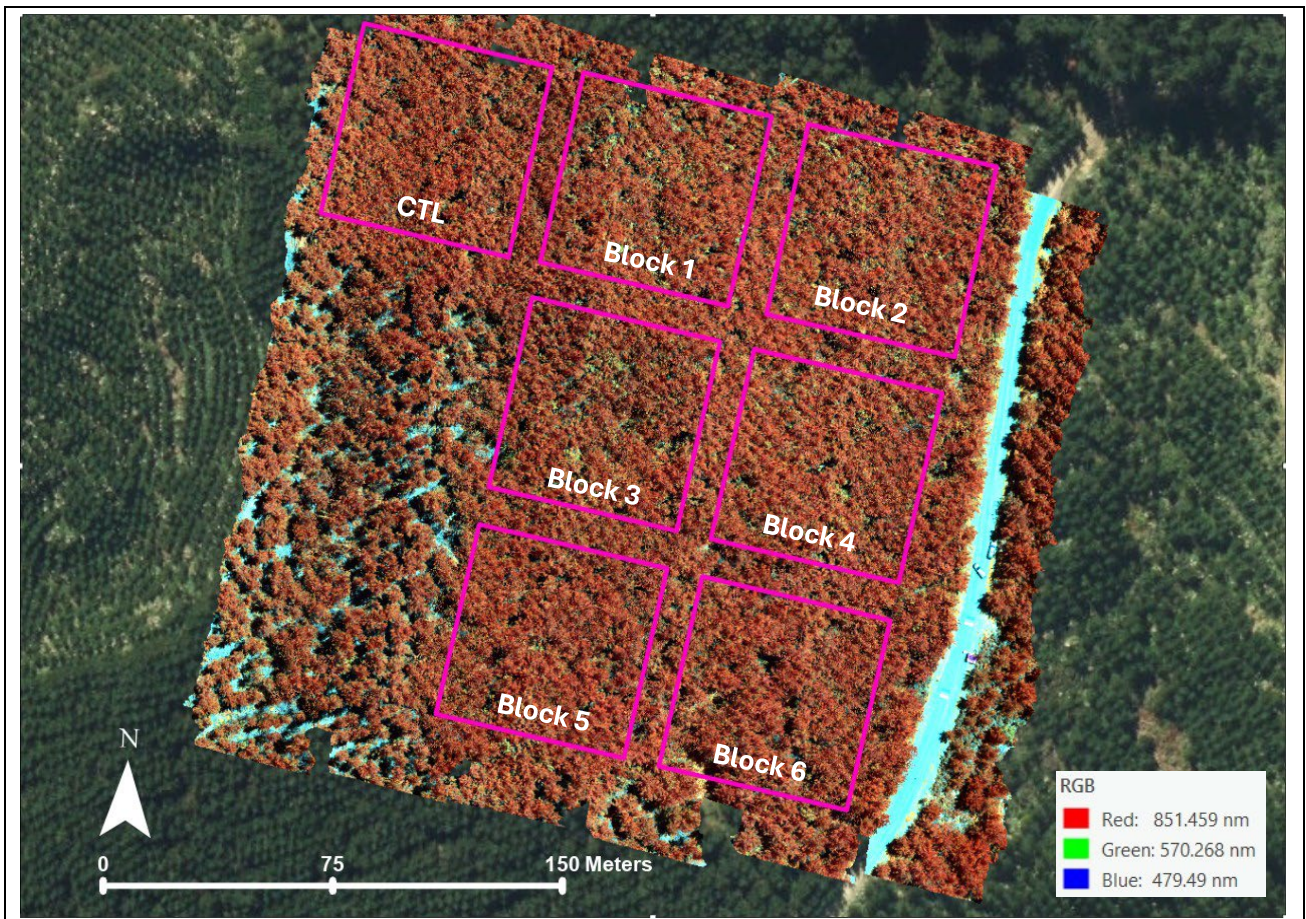 CTL
Block 1
Block 2
Block 3
Block 4
Block 5
Block 6
N
0 75 150 Meters
RGB
Red: 851.459 nm
Green: 570.268 nm
Blue: 479.49 nm